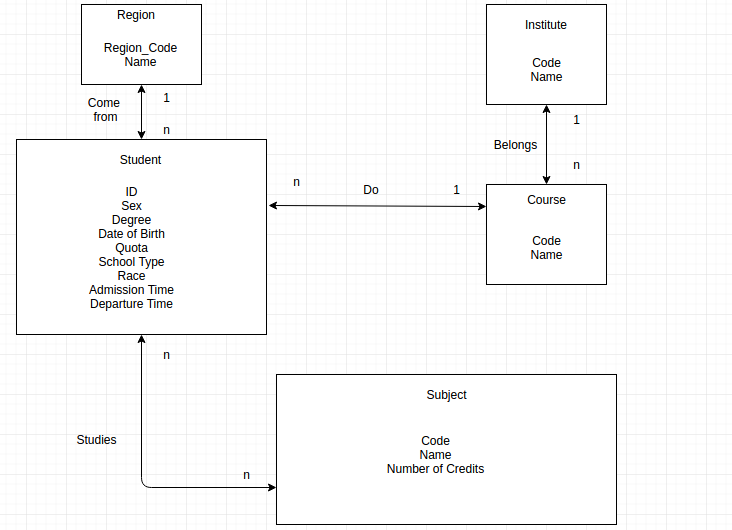 Region
Region_Code
Name
Institute
Code
Name
Come
from
1
n
1
Belongs
n
Student
ID
Sex
Degree
Date of Birth
Quota
School Type
Race
Admission Time
Departure Time
n
Do
1
Course
Code
Name
n
Studies
n
Subject
Code
Name
Number of Credits